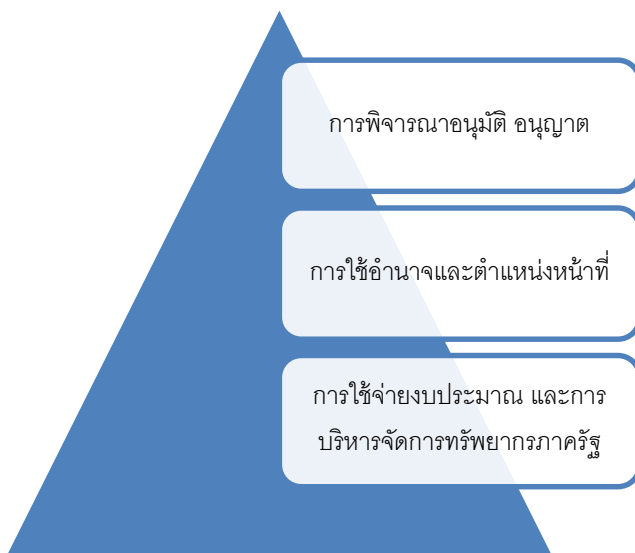 การพิจารณาอนุมัติ อนุญาต
การใช้อำนาจและตำแหน่งหน้าที่
การใช้จ่ายงบประมาณ และการ
บริหารจัดการทรัพยากรภาครัฐ